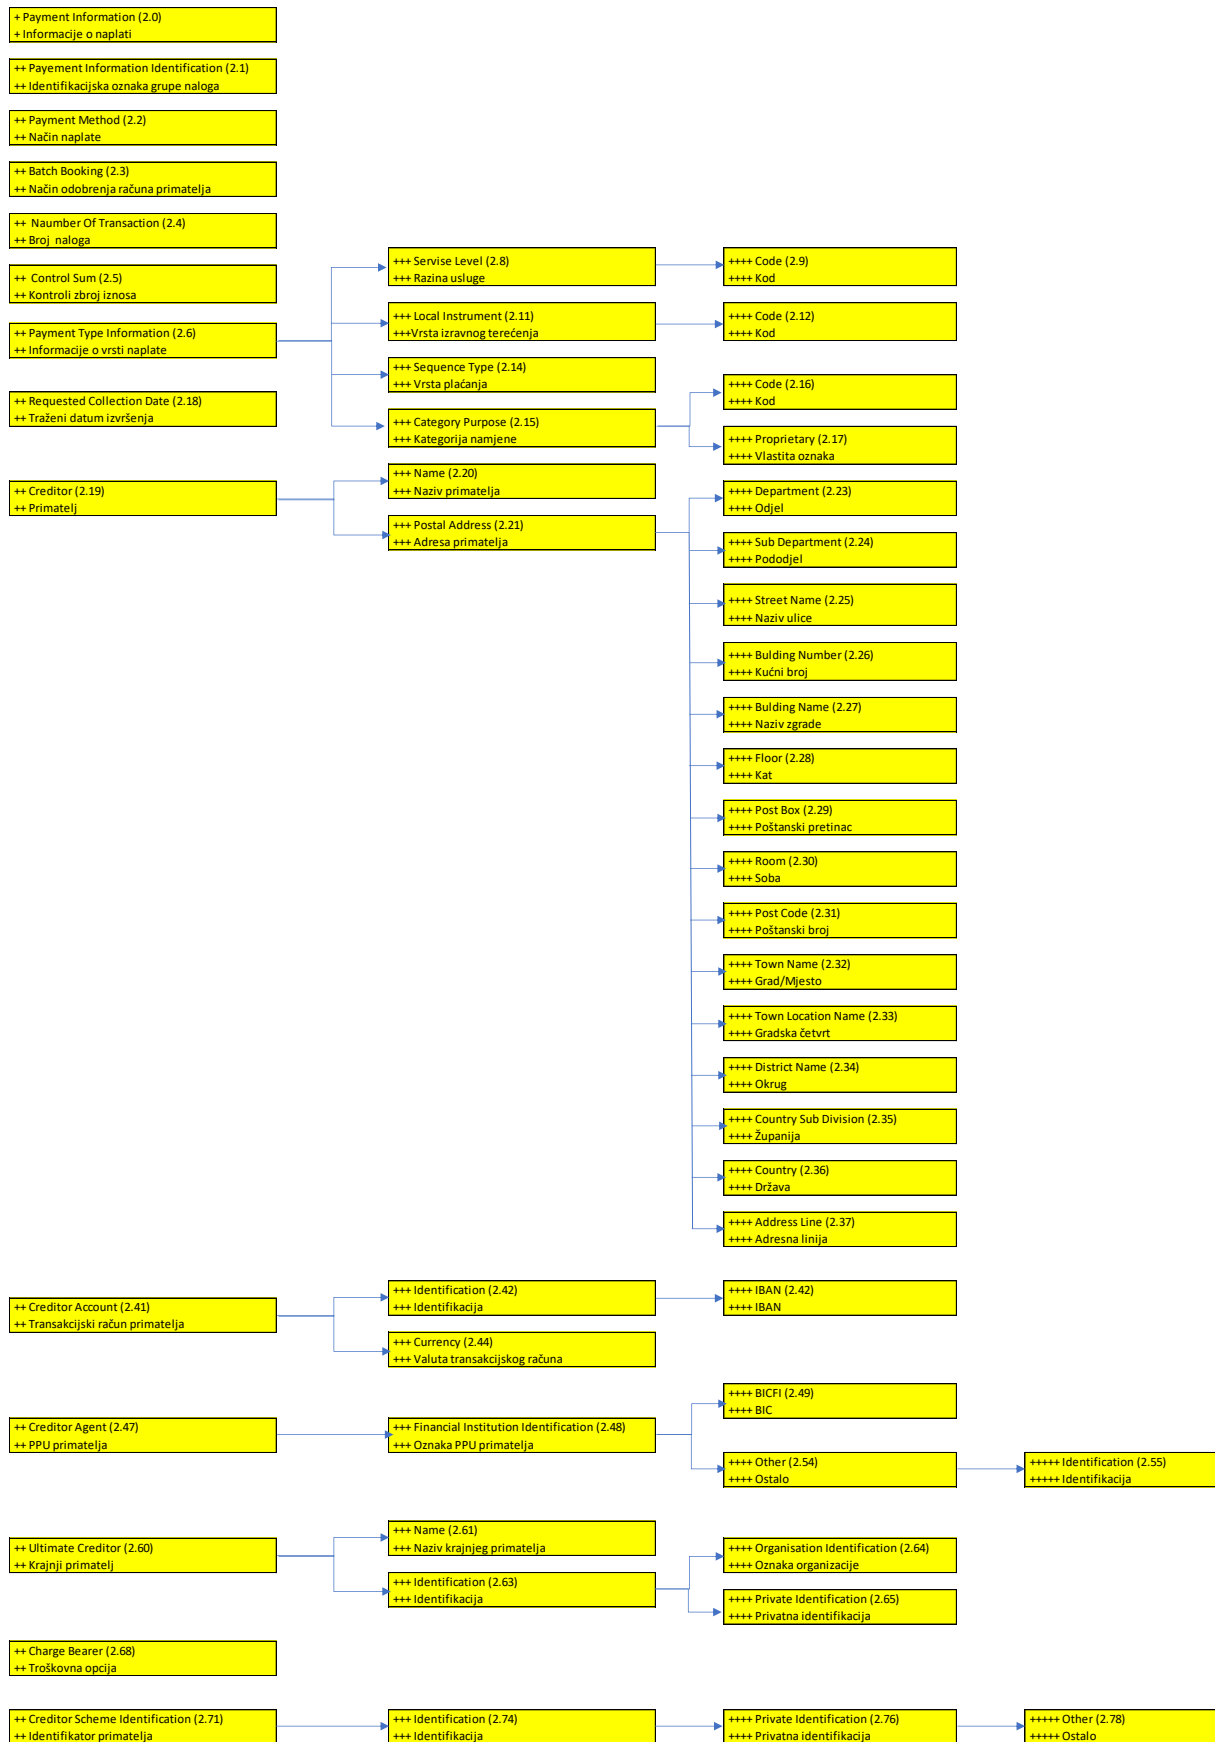 + Payment Information (2.0)
+ Informacije o naplati
++ Payement Information Identification (2.1)
++ Identifikacijska oznaka grupe naloga
++ Payment Method (2.2)
++ Način naplate
++ Batch Booking (2.3)
++ Način odobrenja računa primatelja
++ Naumber Of Transaction (2.4)
++ Broj naloga
++ Control Sum (2.5)
++ Kontroli zbroj iznosa
++ Payment Type Information (2.6)
++ Informacije o vrsti naplate
+++ Servise Level (2.8)
+++ Razina usluge
++++ Code (2.9)
++++ Kod
+++ Local Instrument (2.11)
+++Vrsta izravnog terećenja
++++ Code (2.12)
++++ Kod
+++ Sequence Type (2.14)
+++ Vrsta plaćanja
+++ Category Purpose (2.15)
+++ Kategorija namjene
++++ Code (2.16)
++++ Kod
++++ Proprietary (2.17)
++++ Vlastita oznaka
++ Requested Collection Date (2.18)
++ Traženi datum izvršenja
++ Creditor (2.19)
++ Primatelj
+++ Name (2.20)
+++ Naziv primatelja
+++ Postal Address (2.21)
+++ Adresa primatelja
++++ Department (2.23)
++++ Odjel
++++ Sub Department (2.24)
++++ Pododjel
++++ Street Name (2.25)
++++ Naziv ulice
++++ Bulding Number (2.26)
++++ Kućni broj
++++ Bulding Name (2.27)
++++ Naziv zgrade
++++ Floor (2.28)
++++ Kat
++++ Post Box (2.29)
++++ Poštanski pretinac
++++ Room (2.30)
++++ Soba
++++ Post Code (2.31)
++++ Poštanski broj
++++ Town Name (2.32)
++++ Grad/Mjesto
++++ Town Location Name (2.33)
++++ Gradska četvrt
++++ District Name (2.34)
++++ Okrug
++++ Country Sub Division (2.35)
++++ Županija
++++ Country (2.36)
++++ Država
++++ Address Line (2.37)
++++ Adresna linija
++ Creditor Account (2.41)
++ Transakcijski račun primatelja
+++ Identification (2.42)
+++ Identifikacija
++++ IBAN (2.42)
++++ IBAN
+++ Currency (2.44)
+++ Valuta transakcijskog računa
++ Creditor Agent (2.47)
++ PPU primatelja
+++ Financial Institution Identification (2.48)
+++ Oznaka PPU primatelja
++++ BICFI (2.49)
++++ BIC
++++ Other (2.54)
++++ Ostalo
+++++ Identification (2.55)
+++++ Identifikacija
++ Ultimate Creditor (2.60)
++ Krajnji primatelj
+++ Name (2.61)
+++ Naziv krajnjeg primatelja
+++ Identification (2.63)
+++ Identifikacija
++++ Organisation Identification (2.64)
++++ Oznaka organizacije
++++ Private Identification (2.65)
++++ Privatna identifikacija
++ Charge Bearer (2.68)
++ Troškovna opcija
++ Creditor Scheme Identification (2.71)
++ Identifikator primatelja
+++ Identification (2.74)
+++ Identifikacija
++++ Private Identification (2.76)
++++ Privatna identifikacija
+++++ Other (2.78)
+++++ Ostalo